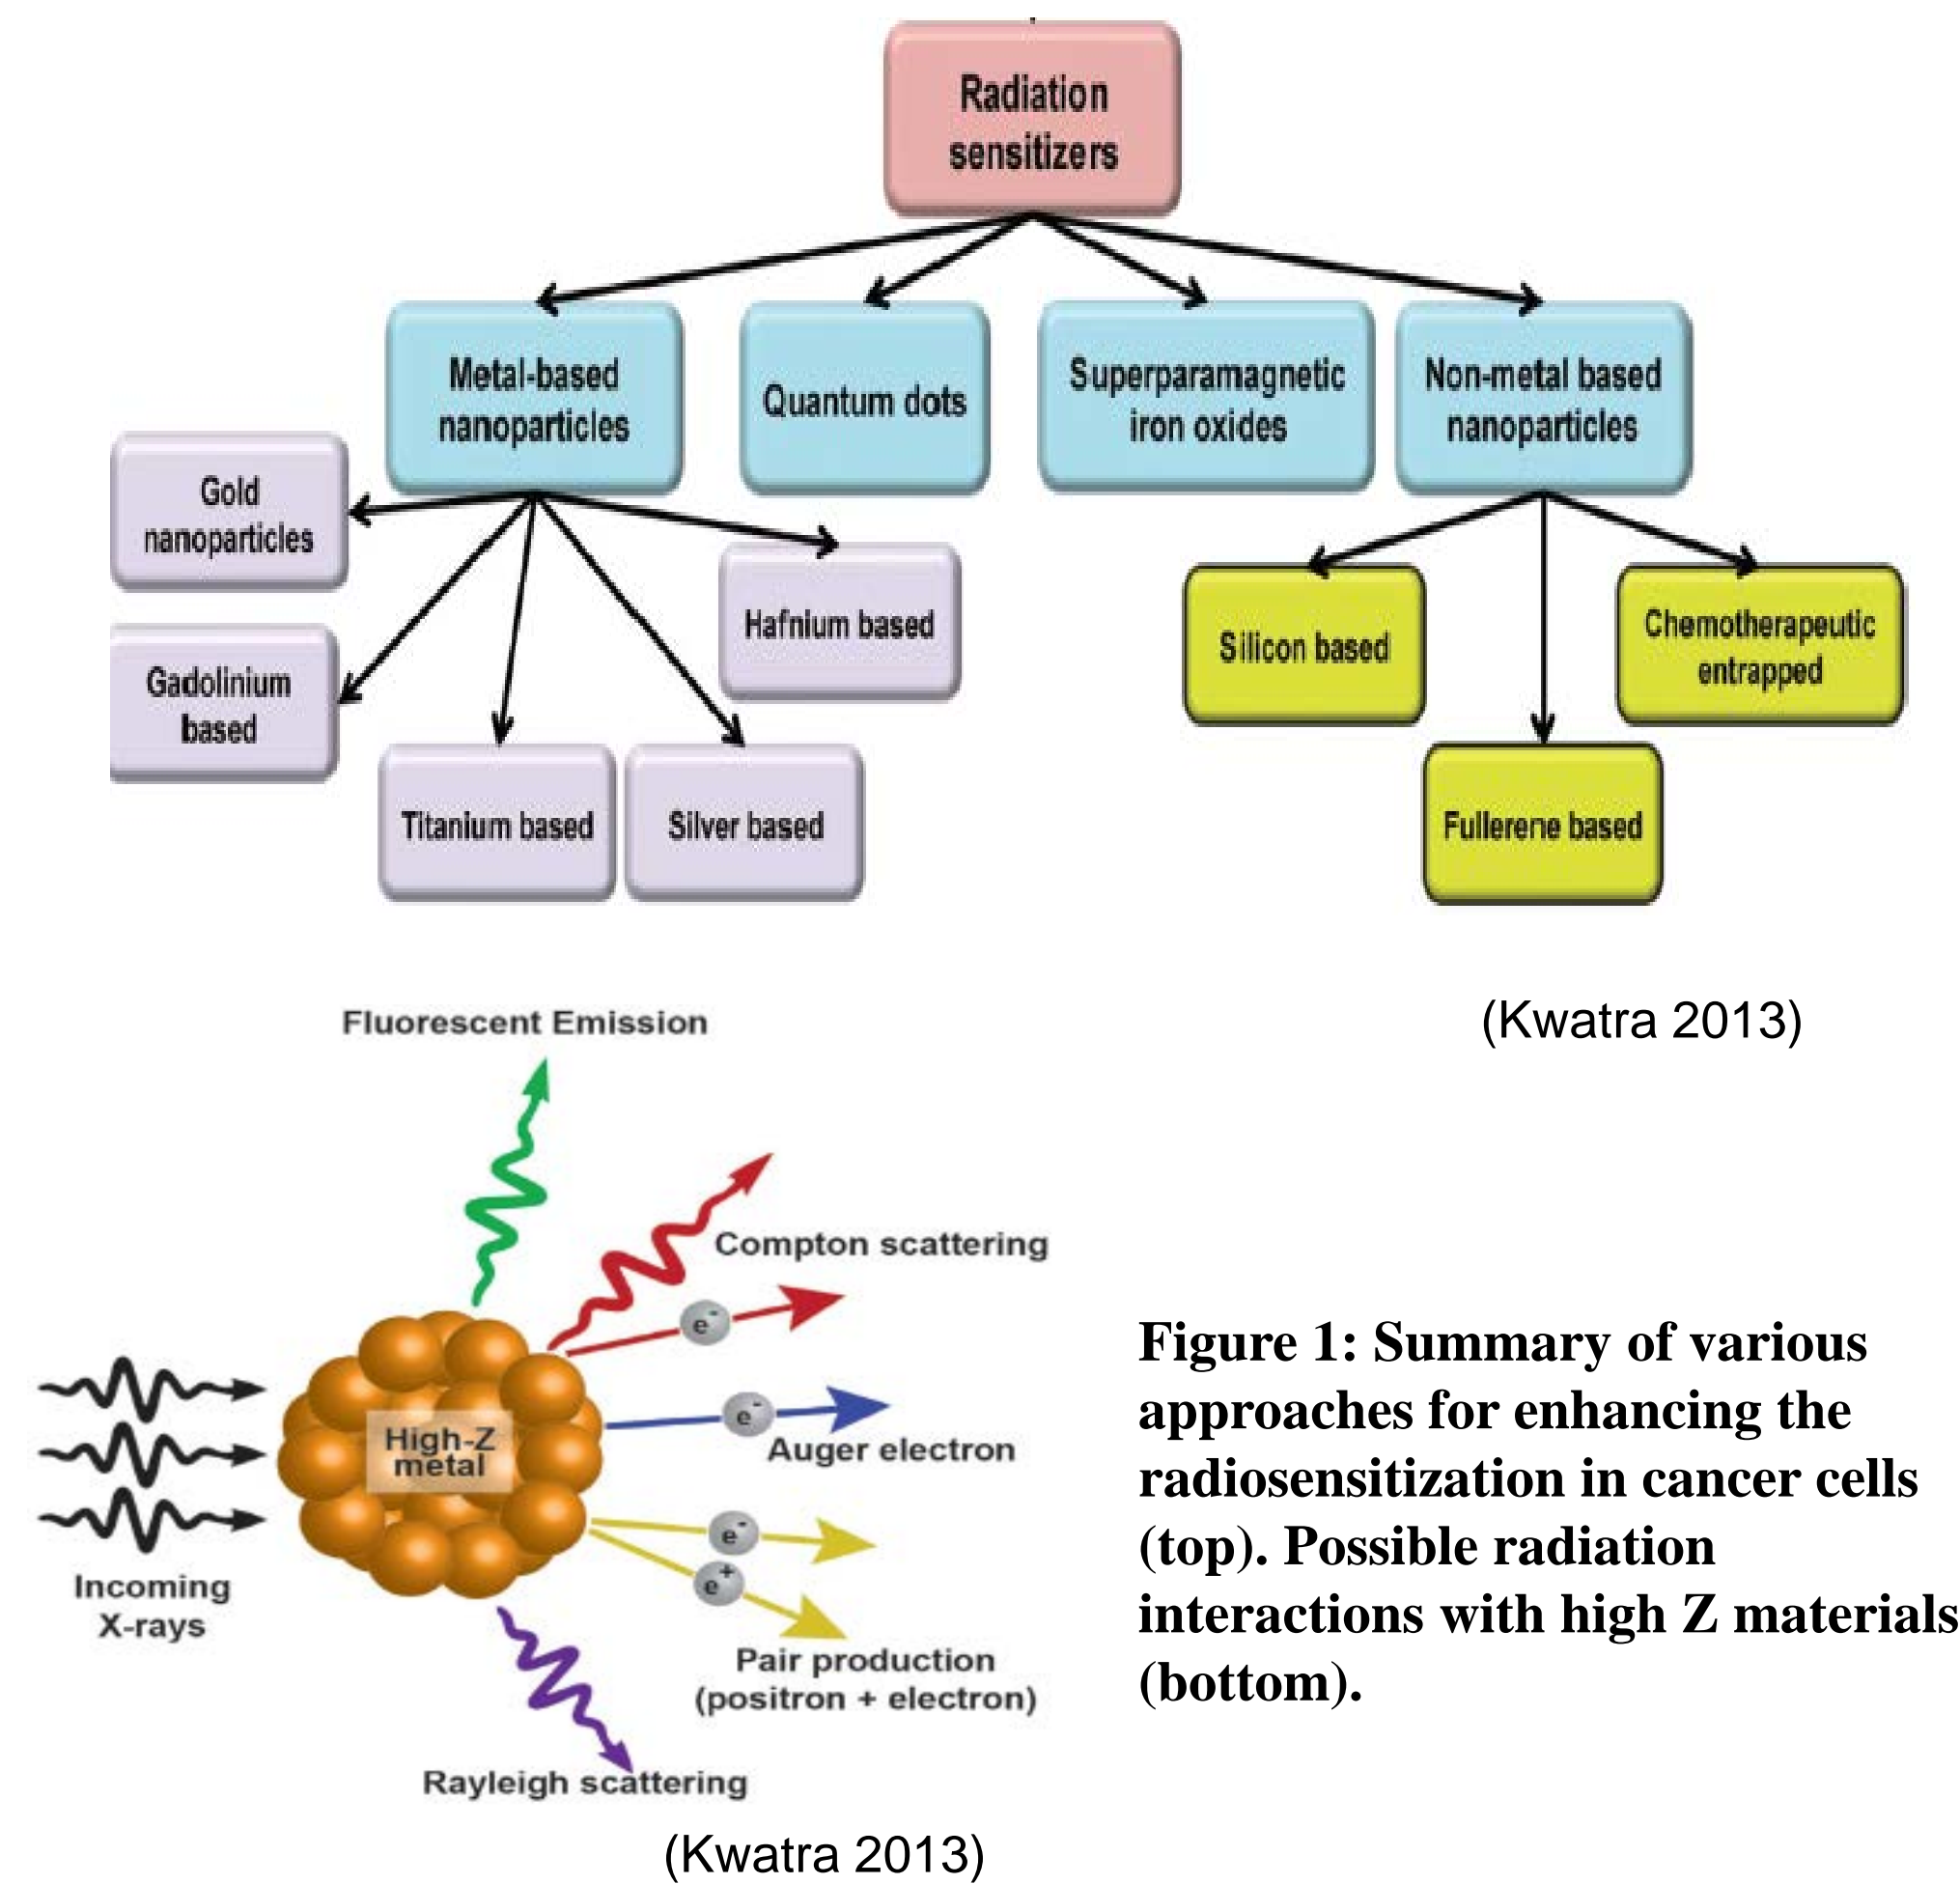 Radiation
sensitizers
Metal-based
nanoparticles
Quantum dots
Superparamagnetic
iron oxides
Non-metal based
nanoparticles
Gold
nanoparticles
Gadolinium
based
Titanium based
Silver based
Hafnium based
Silicon based
Fullerene based
Chemotherapeutic
entrapped
(Kwatra 2013)
Fluorescent Emission
Compton scattering
e-
High-Z
metal
e-
Auger electron
e-
e+
Incoming
X-rays
Pair production
(positron + electron)
Rayleigh scattering
(Kwatra 2013)
Figure 1: Summary of various
approaches for enhancing the
radiosensitization in cancer cells
(top). Possible radiation
interactions with high Z materials
(bottom).